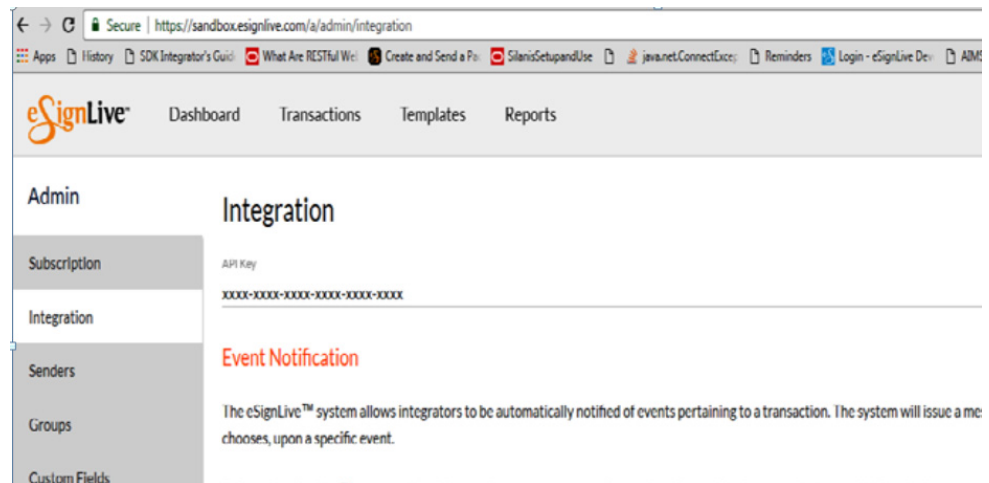 Secure | https://sandbox.esignlive.com/a/admin/integration
Apps History SDK Integrator's Guid What Are RESTful We Create and Send a Pa SilanisSetupandUse java.net.ConnectExcep Reminders Login - eSignLive Dev AIMS
eSignLive™ Dashboard Transactions Templates Reports
Admin
Integration
Subscription
API Key
xxxx-xxxx-xxxx-xxxx-xxxx-xxxx
Integration
Event Notification
Senders
The eSignLive™ system allows integrators to be automatically notified of events pertaining to a transaction. The system will issue a me
Groups
chooses, upon a specific event.
Custom Fields